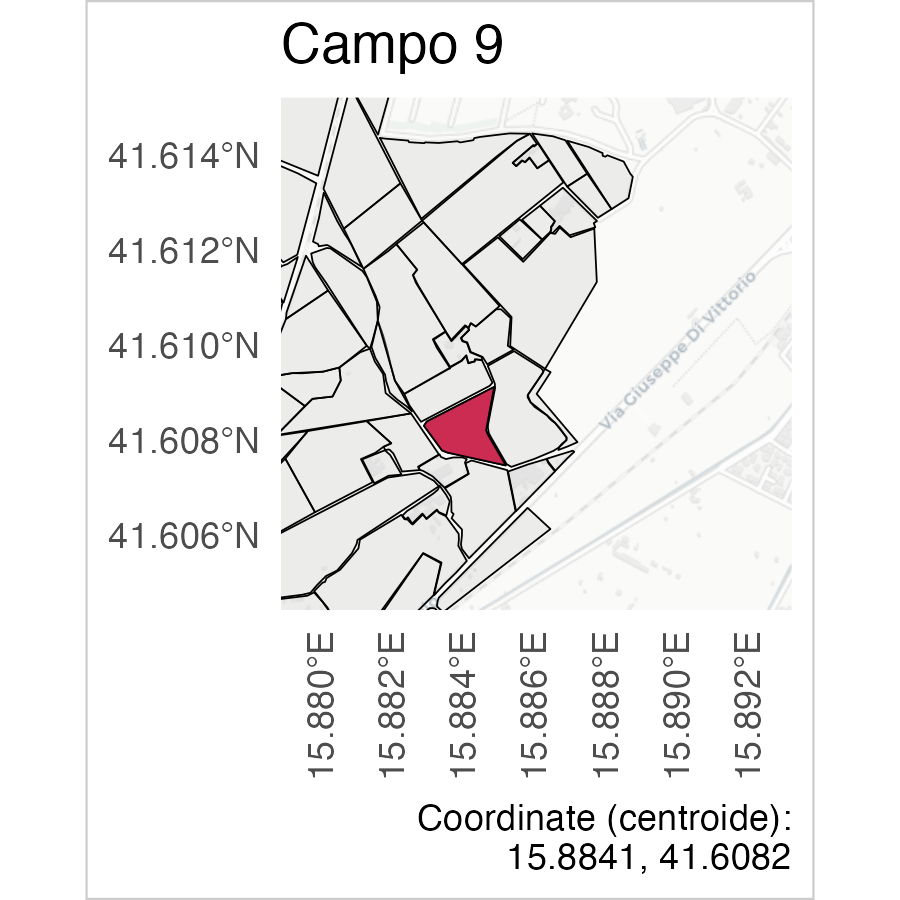 Campo 9
41.614°N
41.612°N
41.610°N
41.608°N
41.606°N
Via Giuseppe Di Vittorio
15.880°E
15.882°E
15.884°E
15.886°E
15.888°E
15.890°E
15.892°E
Coordinate (centroide):
15.8841, 41.6082